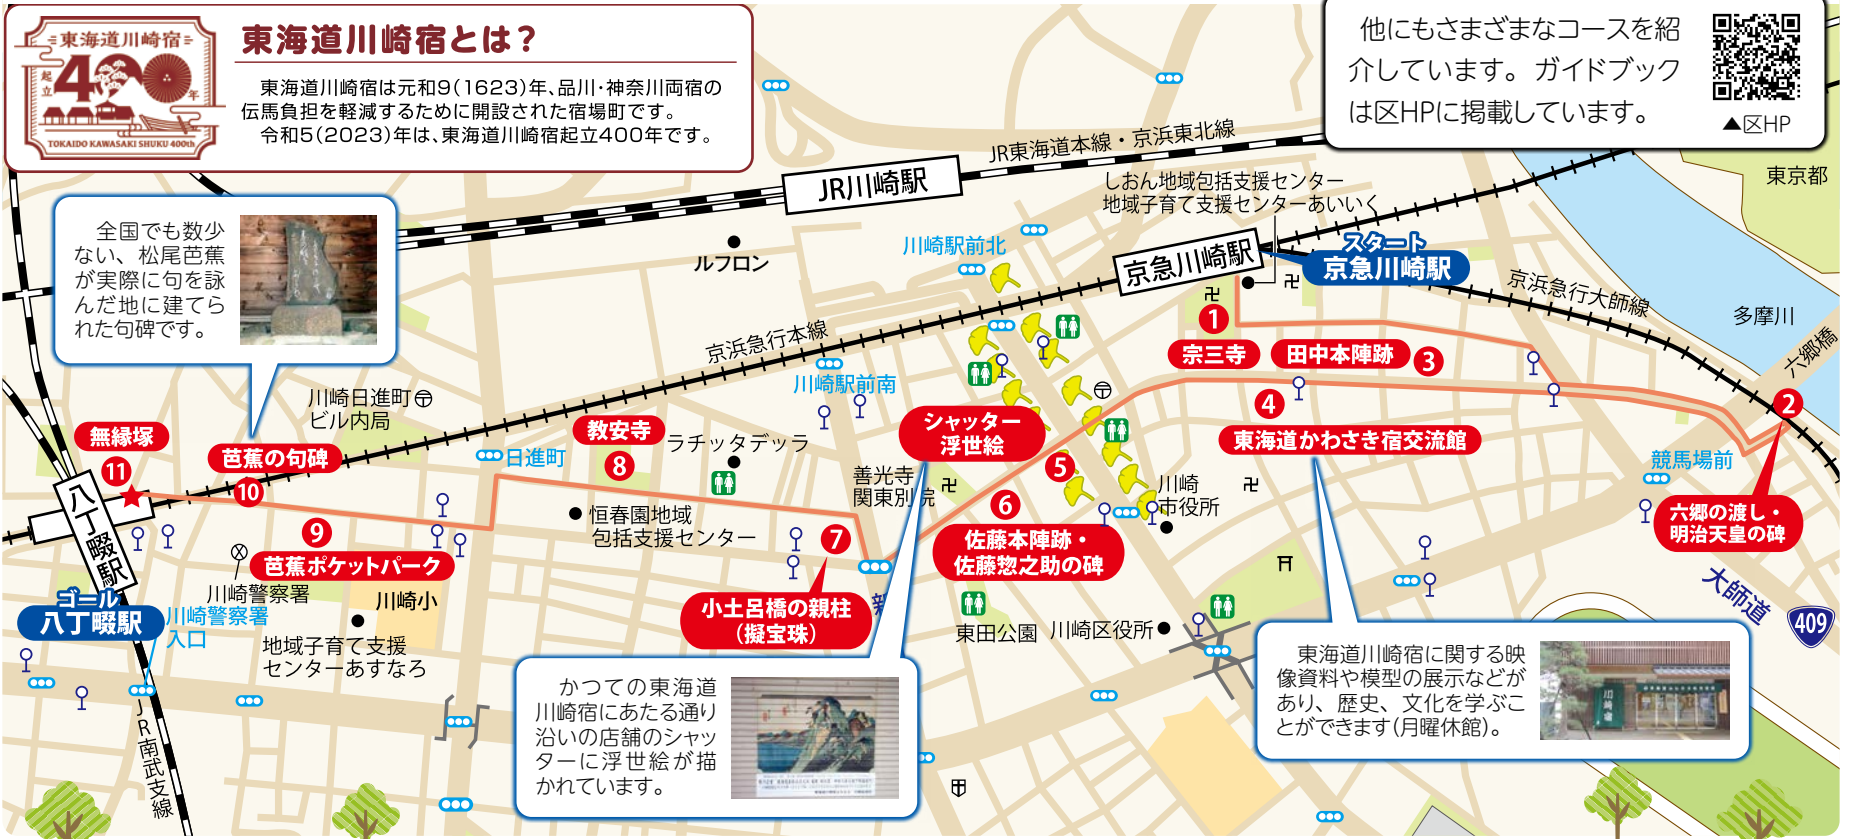 東海道川崎宿
起立
400
年
TOKAIDO KAWASAKI SHUKU 400th
東海道川崎宿とは？
東海道川崎宿は元和9(1623)年、品川・神奈川両宿の
伝馬負担を軽減するために開設された宿場町です。
令和5(2023)年は、東海道川崎宿起立400年です。
他にもさまざまなコースを紹
介しています。ガイドブック
は区HPに掲載しています。
▲区HP
JR東海道本線・京浜東北線
JR川崎駅
しおん地域包括支援センター
地域子育て支援センターあいいく
東京都
全国でも数少
ない、松尾芭蕉
が実際に句を詠
んだ地に建てら
れた句碑です。
ルフロン
川崎駅前北
京急川崎駅
スタート
京急川崎駅
京浜急行大師線
多摩川
六郷橋
京浜急行本線
川崎駅前南
1
宗三寺
田中本陣跡
3
2
川崎日進町
ビル内局
無縁塚
11
芭蕉の句碑
10
日進町
教安寺
8
ラチッタデッラ
シャッター
浮世絵
4
東海道かわさき宿交流館
競馬場前
善光寺
関東別院
5
6
川崎
市役所
佐藤本陣跡・
佐藤惣之助の碑
六郷の渡し・
明治天皇の碑
八丁畷駅
9
芭蕉ポケットパーク
恒春園地域
包括支援センター
7
小土呂橋の親柱
(擬宝珠)
新
川崎警察署
川崎小
ゴール
八丁畷駅
川崎警察署
入口
地域子育て支援
センターあすなろ
東田公園
川崎区役所
大師道
409
JR南武支線
かつての東海道
川崎宿にあたる通り
沿いの店舗のシャッ
ターに浮世絵が描
かれています。
東海道川崎宿に関する映
像資料や模型の展示などが
あり、歴史、文化を学ぶこ
とができます(月曜休館)。
川崎宿